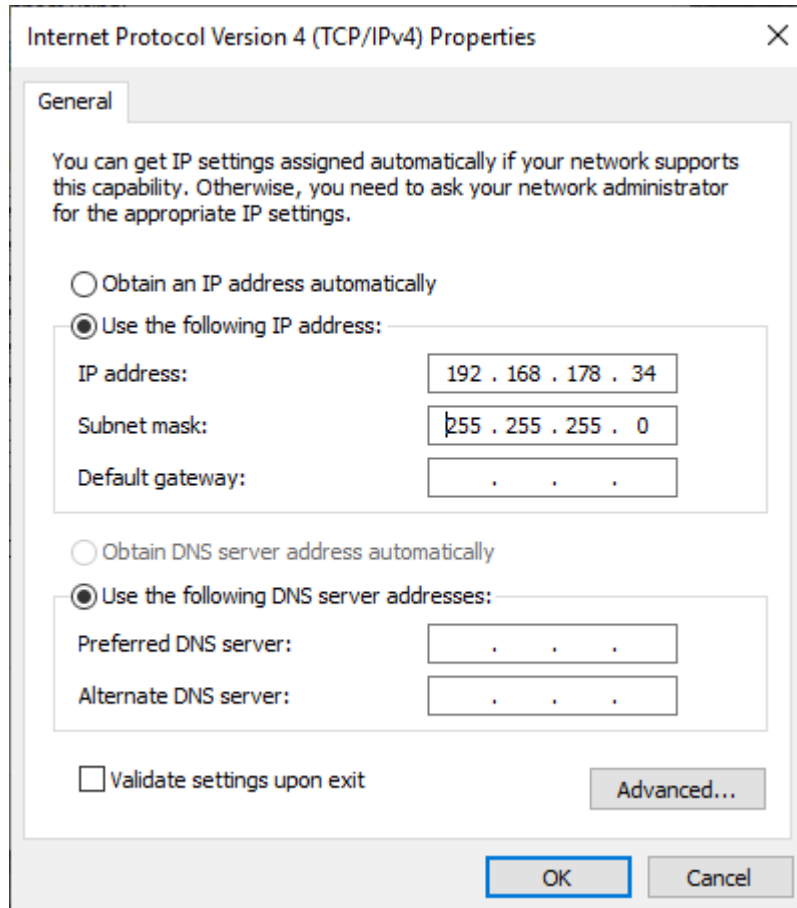 Internet Protocol Version 4 (TCP/IPv4) Properties
General
You can get IP settings assigned automatically if your network supports
this capability. Otherwise, you need to ask your network administrator
for the appropriate IP settings.
Obtain an IP address automatically
Use the following IP address:
IP address: 192 . 168 . 178 . 34
Subnet mask: 255 . 255 . 255 . 0
Default gateway: . . .
Obtain DNS server address automatically
Use the following DNS server addresses:
Preferred DNS server: . . .
Alternate DNS server: . . .
Validate settings upon exit
Advanced...
OK Cancel